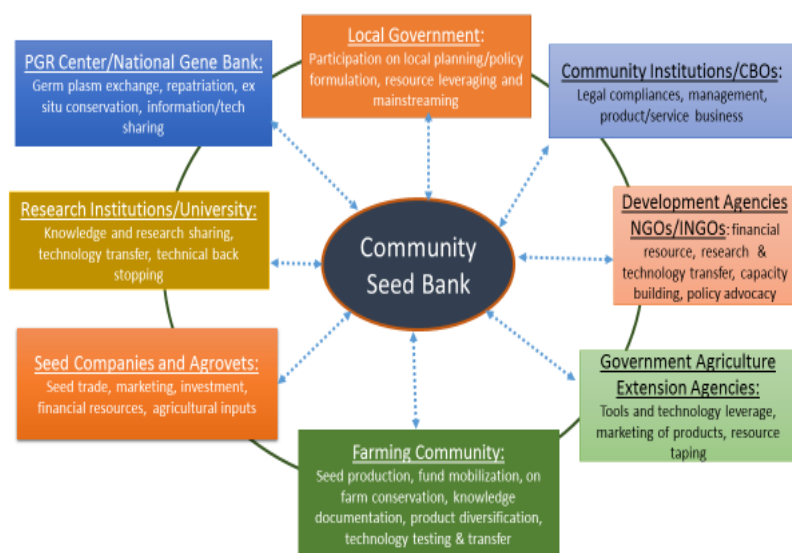 Local Government:
Participation on local planning/policy
formulation, resource leveraging and
mainstreaming
PGR Center/National Gene Bank:
Germ plasm exchange, repatriation, ex
situ conservation, information/tech
sharing
Community Institutions/CBOs:
Legal compliances, management,
product/service business
Research Institutions/University:
Knowledge and research sharing,
technology transfer, technical back
stopping
Community
Seed Bank
Development Agencies
NGOs/INGOs: financial
resource, research &
technology transfer, capacity
building, policy advocacy
Seed Companies and Agrovets:
Seed trade, marketing, investment,
financial resources, agricultural inputs
Government Agriculture
Extension Agencies:
Tools and technology leverage,
marketing of products, resource
taping
Farming Community:
Seed production, fund mobilization, on
farm conservation, knowledge
documentation, product diversification,
technology testing & transfer